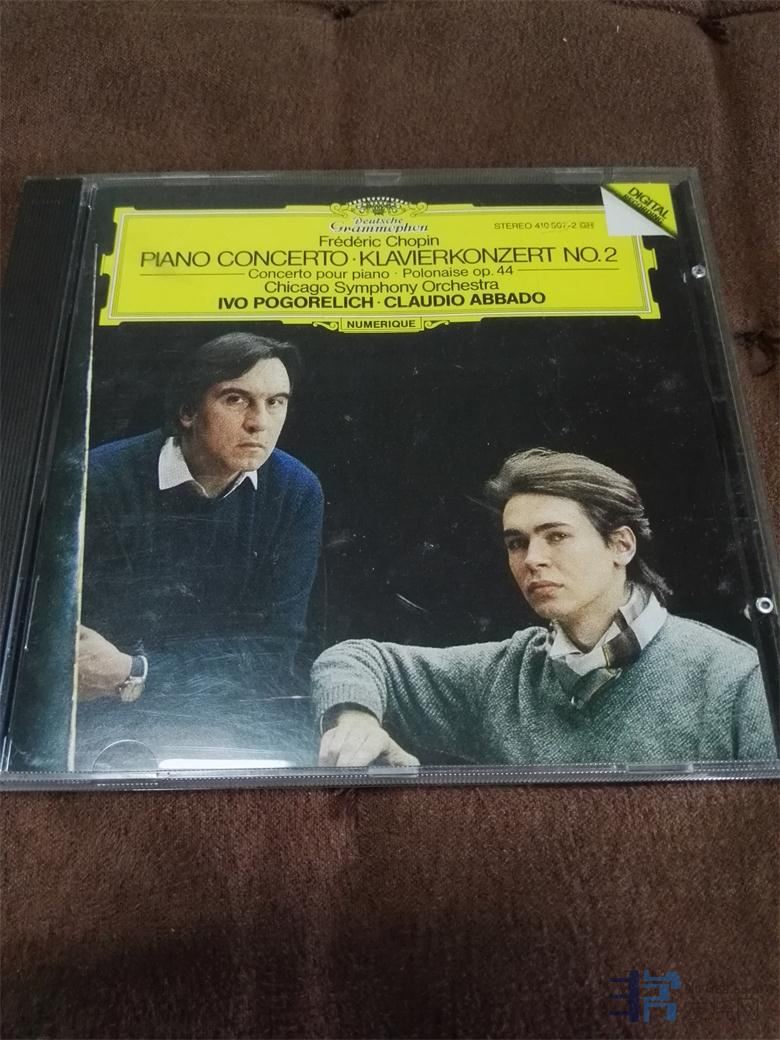 Deutsche
Grammophon
STEREO 410 507-2 GH
DIGITAL
RECORDING
Frédéric Chopin
PIANO CONCERTO · KLAVIERKONZERT NO. 2
Concerto pour piano · Polonaise op. 44
Chicago Symphony Orchestra
IVO POGORELICH · CLAUDIO ABBADO
NUMERIQUE